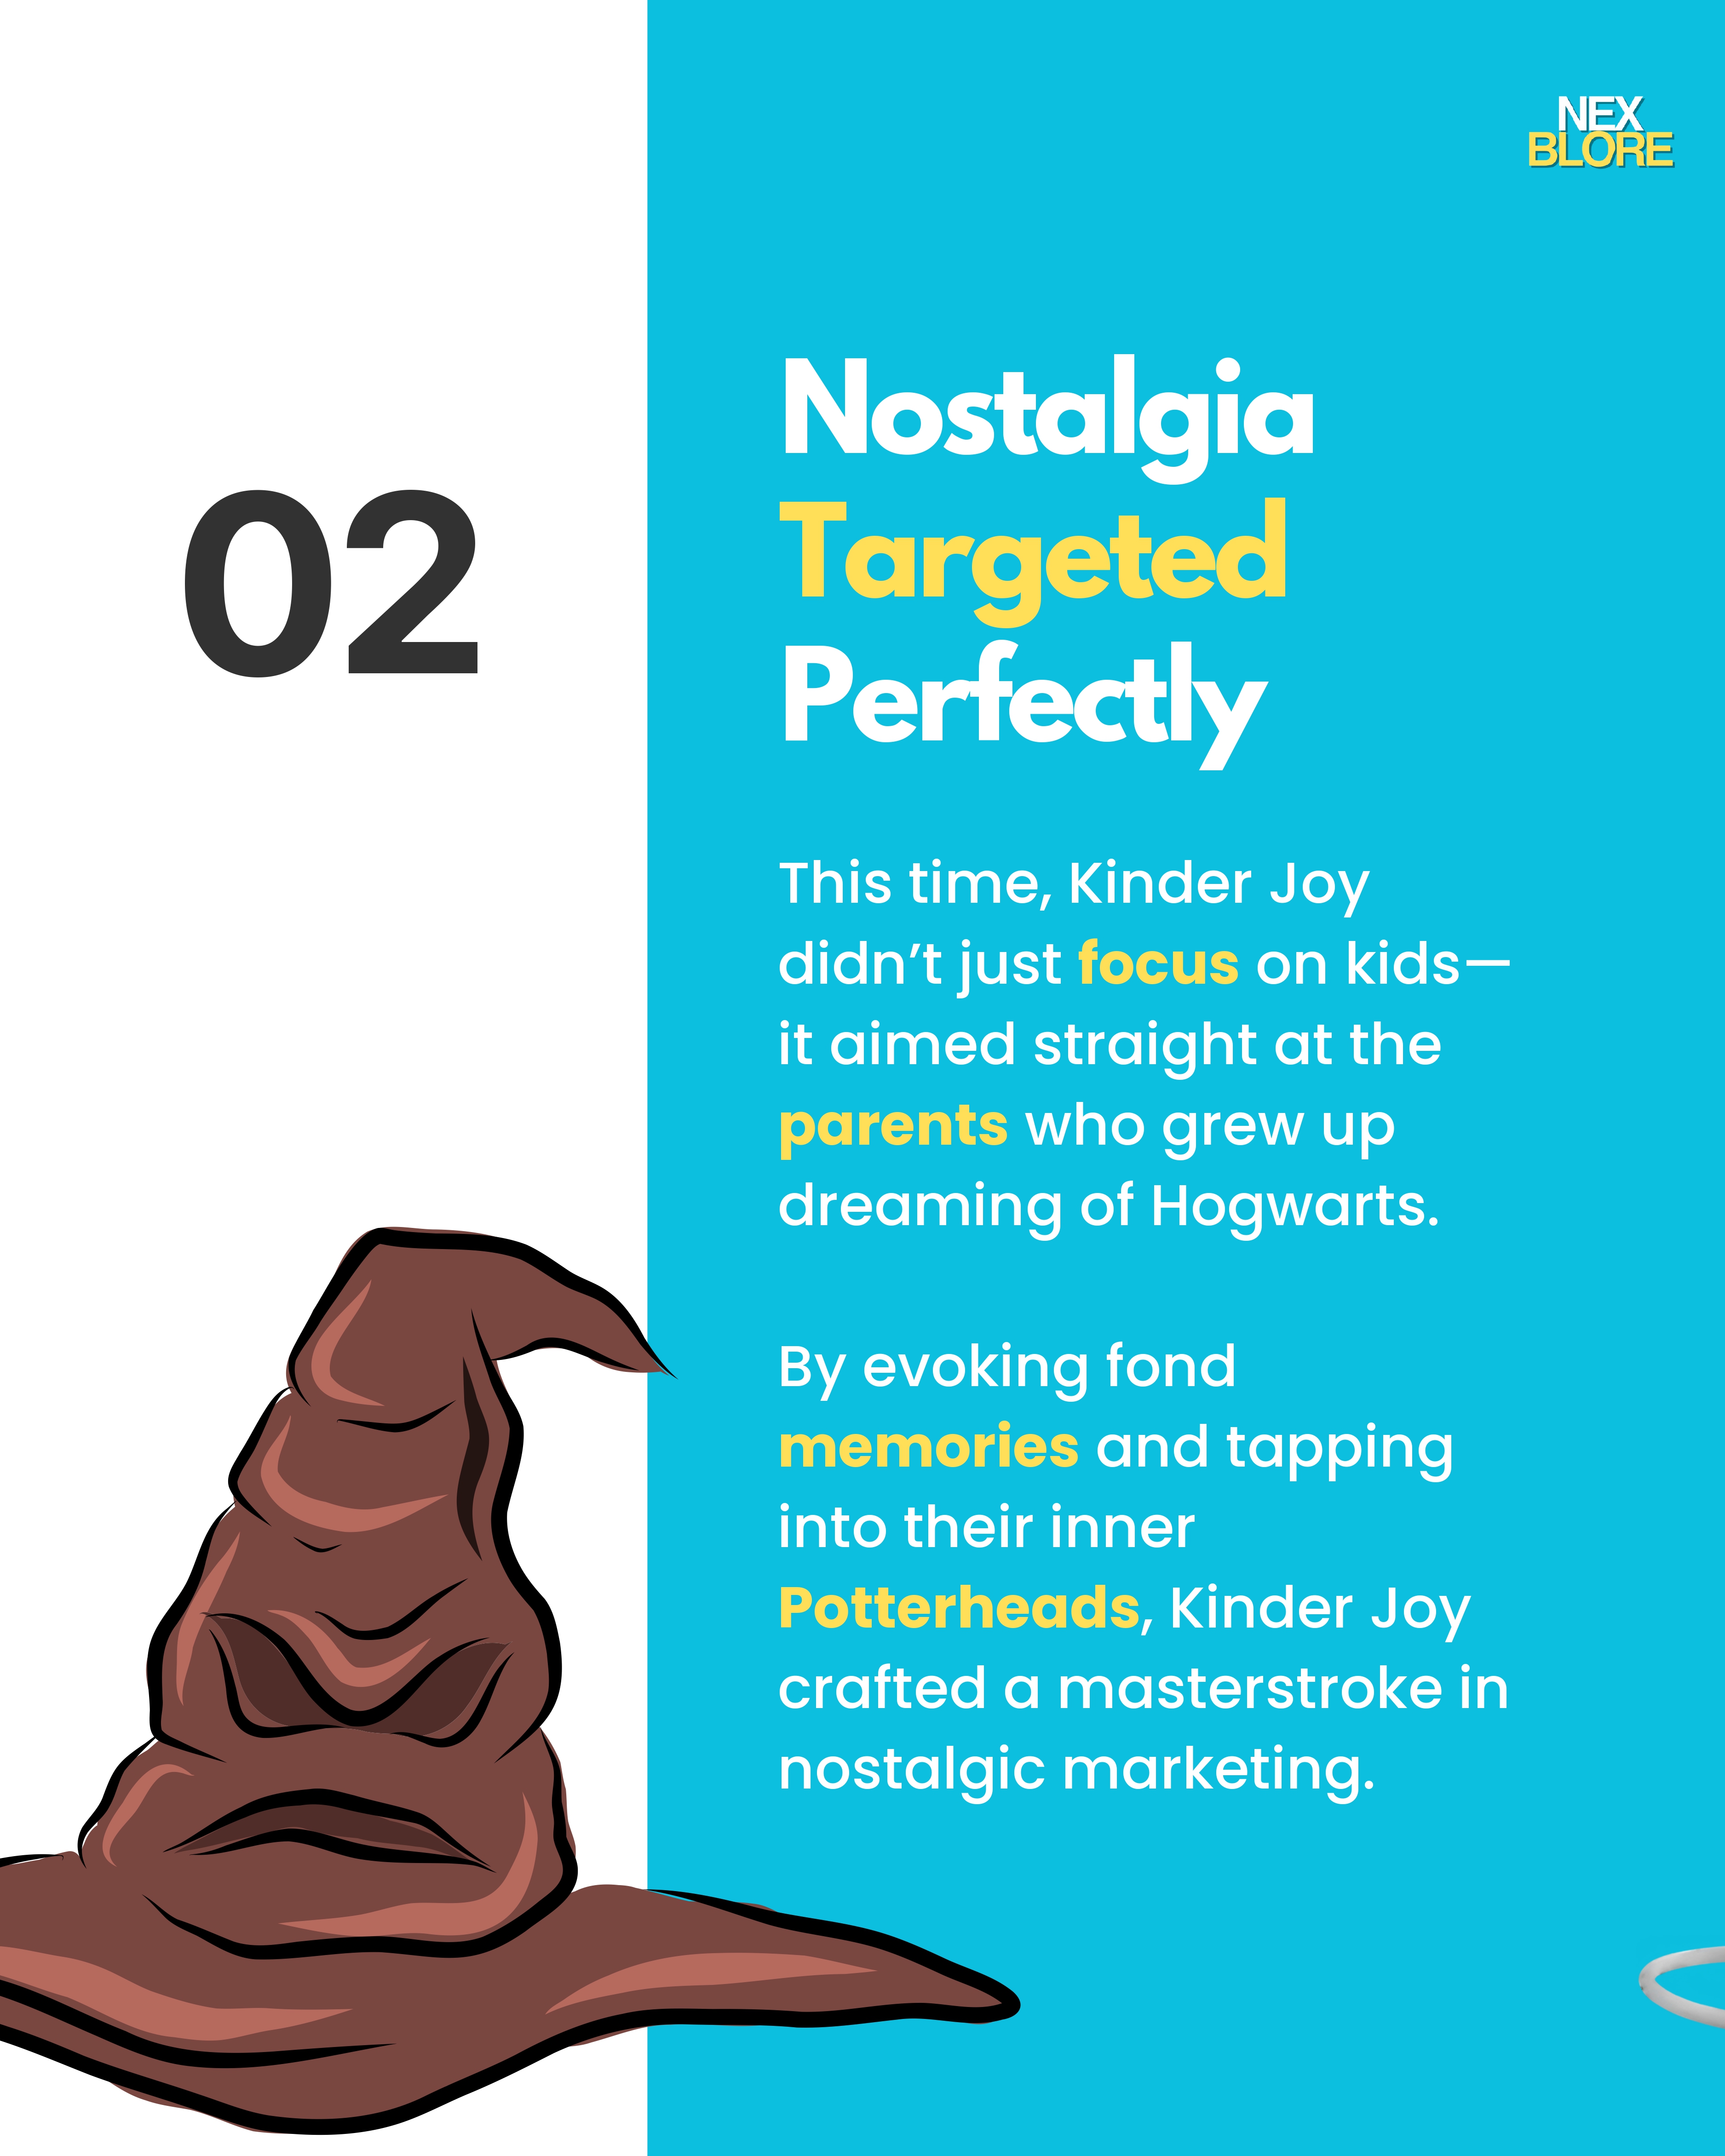 NEX
BLORE
02
Nostalgia
Targeted
Perfectly
This time, Kinder Joy
didn’t just focus on kids—
it aimed straight at the
parents who grew up
dreaming of Hogwarts.
By evoking fond
memories and tapping
into their inner
Potterheads, Kinder Joy
crafted a masterstroke in
nostalgic marketing.